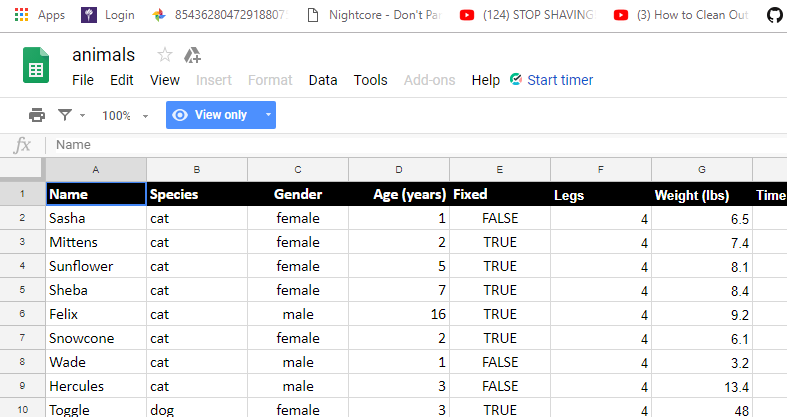 Apps Login 85436280472918807 Nightcore - Don't Pa (124) STOP SHAVING (3) How to Clean Out
animals
File Edit View Insert Format Data Tools Add-ons Help Start timer
100% View only
fx Name
A B C D E F G
1 Name Species Gender Age (years) Fixed Legs Weight (lbs) Time
2 Sasha cat female 1 FALSE 4 6.5
3 Mittens cat female 2 TRUE 4 7.4
4 Sunflower cat female 5 TRUE 4 8.1
5 Sheba cat female 7 TRUE 4 8.4
6 Felix cat male 16 TRUE 4 9.2
7 Snowcone cat female 2 TRUE 4 6.1
8 Wade cat male 1 FALSE 4 3.2
9 Hercules cat male 3 FALSE 4 13.4
10 Toggle dog female 3 TRUE 4 48